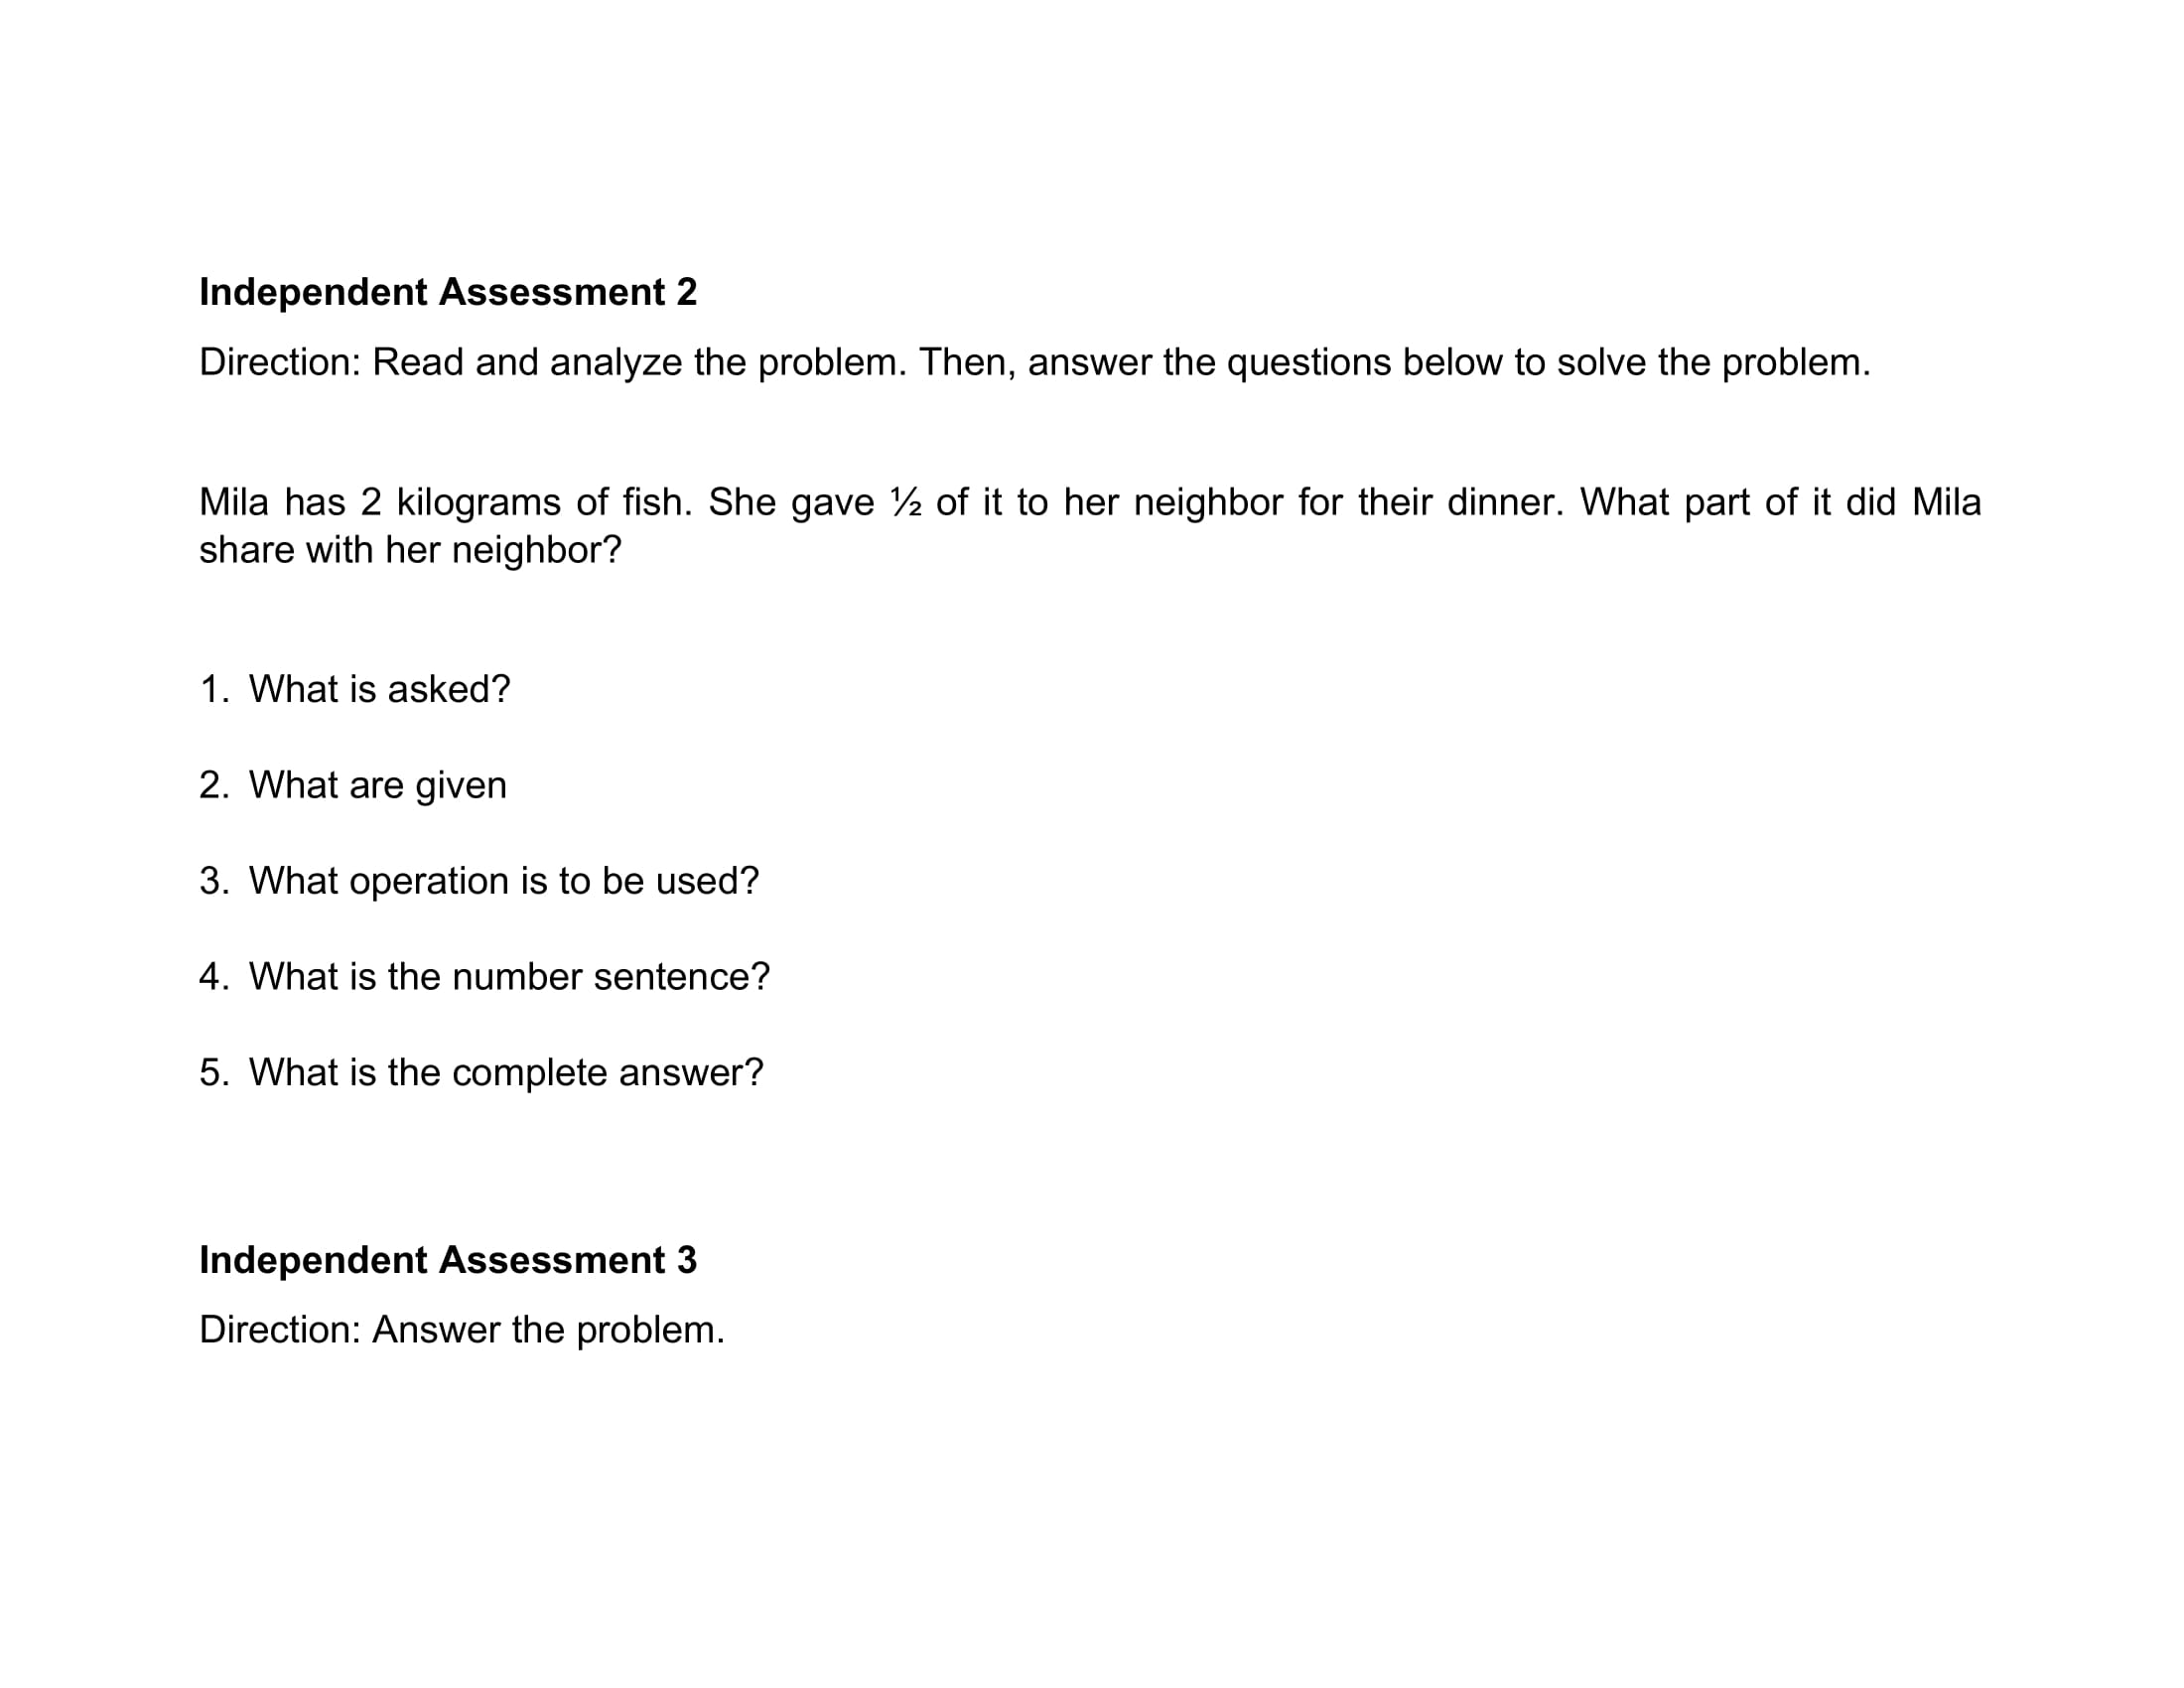 Independent Assessment 2
Direction: Read and analyze the problem. Then, answer the questions below to solve the problem.
Mila has 2 kilograms of fish. She gave ½ of it to her neighbor for their dinner. What part of it did Mila
share with her neighbor?
1. What is asked?
2. What are given
3. What operation is to be used?
4. What is the number sentence?
5. What is the complete answer?
Independent Assessment 3
Direction: Answer the problem.